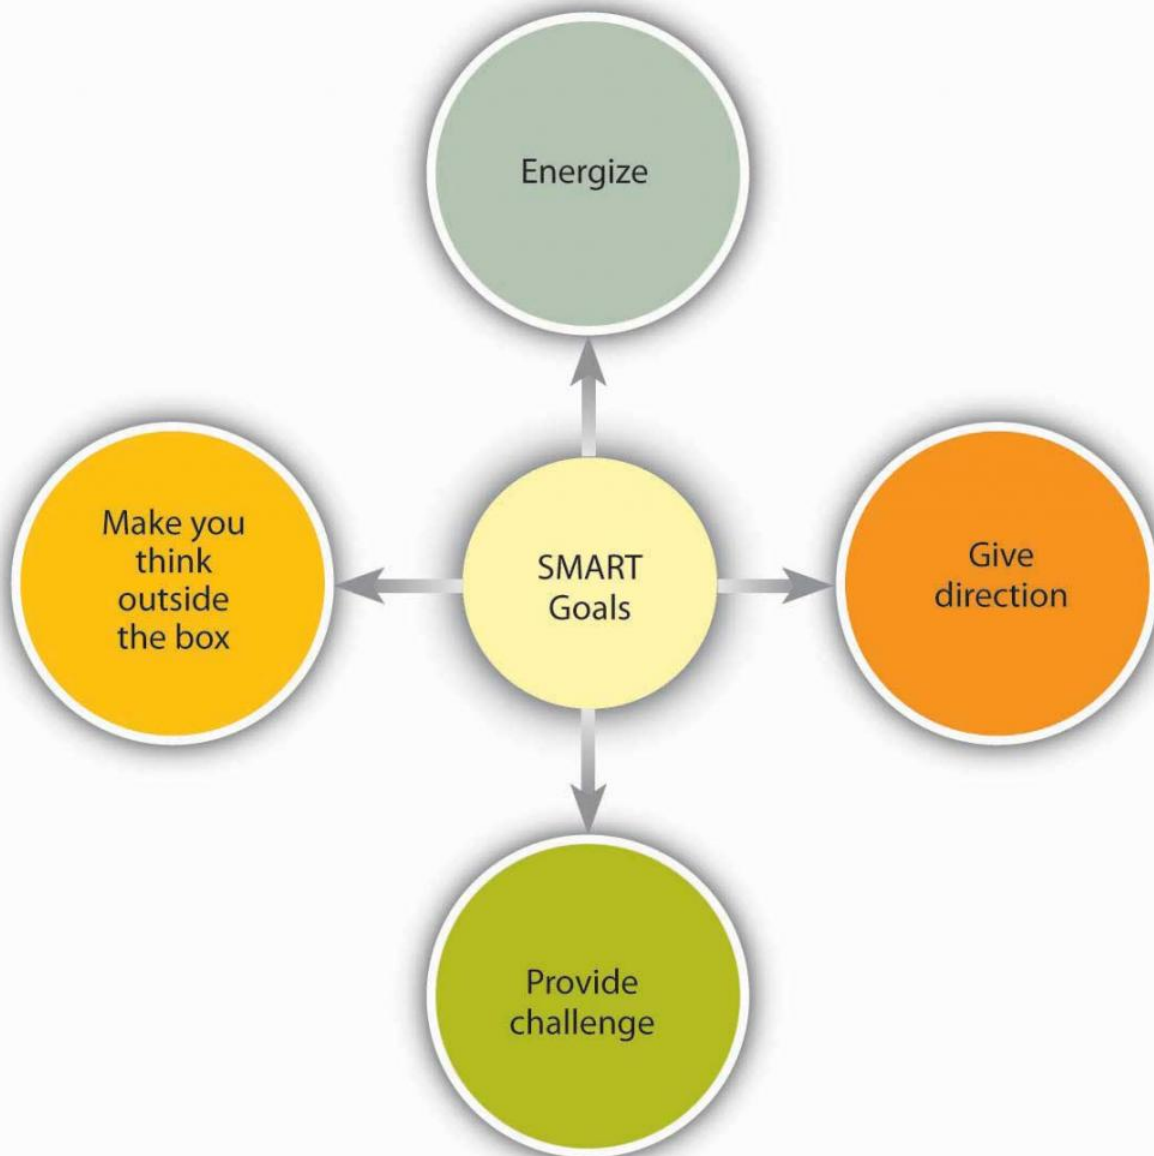 Energize
Make you
think
outside
the box
SMART
Goals
Give
direction
Provide
challenge